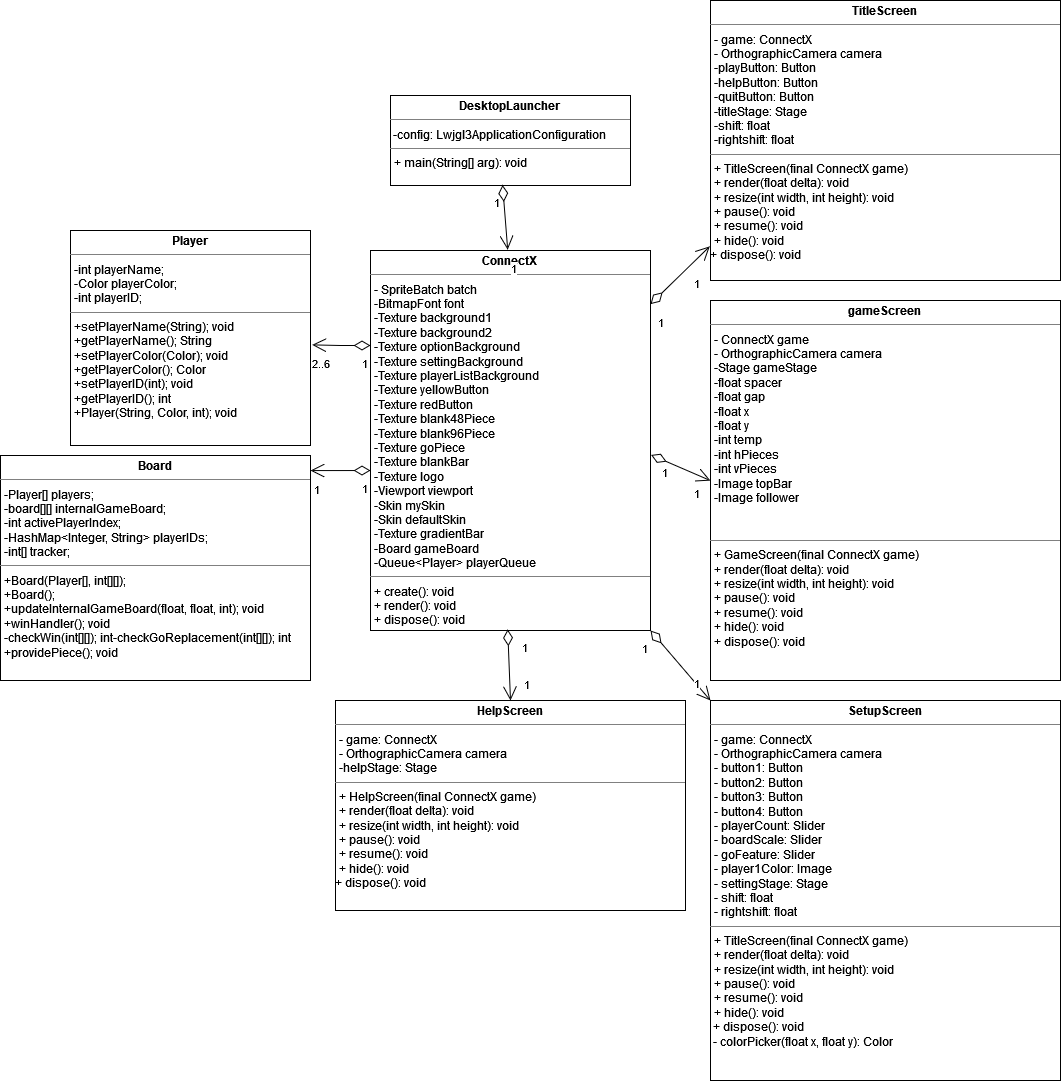 TitleScreen
- game: ConnectX
- OrthographicCamera camera
-playButton: Button
-helpButton: Button
-quitButton: Button
-titleStage: Stage
-shift: float
-rightshift: float
+ TitleScreen(final ConnectX game)
+ render(float delta): void
+ resize(int width, int height): void
+ pause(): void
+ resume(): void
+ hide(): void
+ dispose(): void
DesktopLauncher
-config: Lwjgl3ApplicationConfiguration
+ main(String[] arg): void
1
1
Player
-int playerName;
-Color playerColor;
-int playerID;
+setPlayerName(String); void
+getPlayerName(); String
+setPlayerColor(Color); void
+getPlayerColor(); Color
+setPlayerID(int); void
+getPlayerID(); int
+Player(String, Color, int); void
2..6
1
ConnectX
- SpriteBatch batch
-BitmapFont font
-Texture background1
-Texture background2
-Texture optionBackground
-Texture settingBackground
-Texture playerListBackground
-Texture yellowButton
-Texture redButton
-Texture blank48Piece
-Texture blank96Piece
-Texture goPiece
-Texture blankBar
-Texture logo
-Viewport viewport
-Skin mySkin
-Skin defaultSkin
-Texture gradientBar
-Board gameBoard
-Queue<Player> playerQueue
+ create(): void
+ render(): void
+ dispose(): void
1
1
gameScreen
- ConnectX game
- OrthographicCamera camera
-Stage gameStage
-float spacer
-float gap
-float x
-float y
-int temp
-int hPieces
-int vPieces
-Image topBar
-Image follower
+ GameScreen(final ConnectX game)
+ render(float delta): void
+ resize(int width, int height): void
+ pause(): void
+ resume(): void
+ hide(): void
+ dispose(): void
1
1
Board
-Player[] players;
-board[][] internalGameBoard;
-int activePlayerIndex;
-HashMap<Integer, String> playerIDs;
-int[] tracker;
+Board(Player[], int[][]);
+Board();
+updateInternalGameBoard(float, float, int); void
+winHandler(); void
-checkWin(int[][]); int-checkGoReplacement(int[][]); int
+providePiece(); void
1
1
1
1
HelpScreen
- game: ConnectX
- OrthographicCamera camera
-helpStage: Stage
+ HelpScreen(final ConnectX game)
+ render(float delta): void
+ resize(int width, int height): void
+ pause(): void
+ resume(): void
+ hide(): void
+ dispose(): void
1
1
SetupScreen
- game: ConnectX
- OrthographicCamera camera
- button1: Button
- button2: Button
- button3: Button
- button4: Button
- playerCount: Slider
- boardScale: Slider
- goFeature: Slider
- player1Color: Image
- settingStage: Stage
- shift: float
- rightshift: float
+ TitleScreen(final ConnectX game)
+ render(float delta): void
+ resize(int width, int height): void
+ pause(): void
+ resume(): void
+ hide(): void
+ dispose(): void
- colorPicker(float x, float y): Color